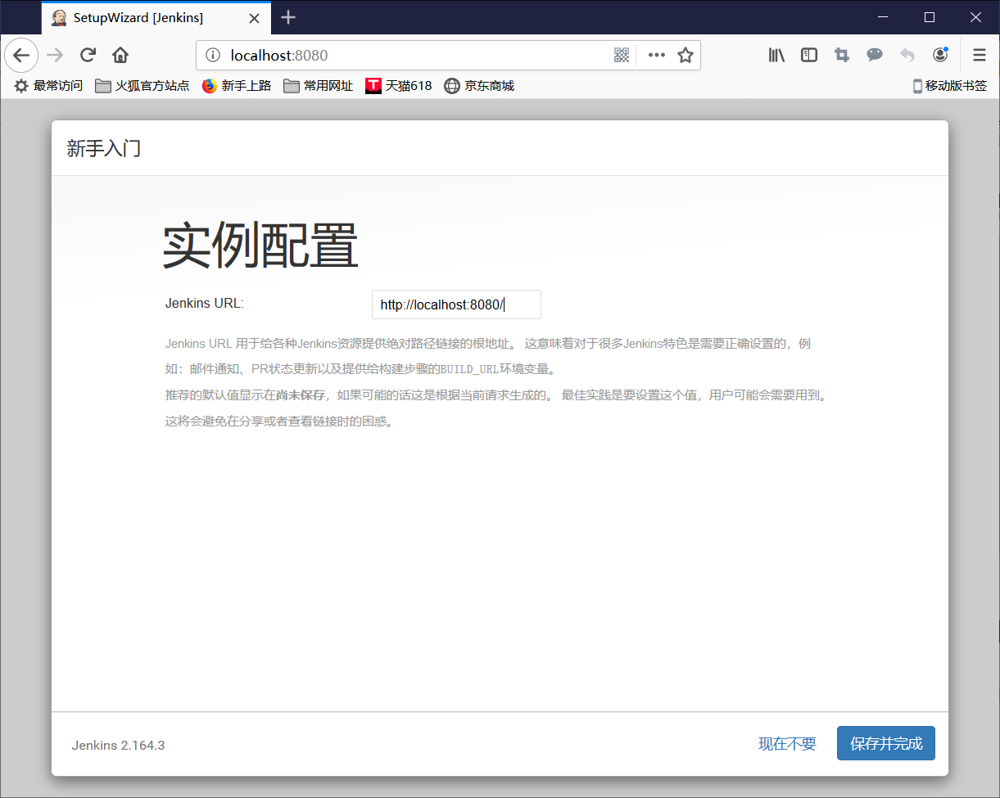 SetupWizard [Jenkins]
localhost:8080
最常访问 火狐官方站点 新手上路 常用网址 T 天猫618 京东商城 移动版书签
新手入门
实例配置
Jenkins URL: http://localhost:8080/
Jenkins URL 用于给各种Jenkins资源提供绝对路径链接的根地址。 这意味着对于很多Jenkins特色是需要正确设置的，例
如：邮件通知、PR状态更新以及提供给构建步骤的BUILD_URL环境变量。
推荐的默认值显示在尚未保存，如果可能的话这是根据当前请求生成的。 最佳实践是要设置这个值，用户可能会需要用到。
这将会避免在分享或者查看链接时的困惑。
Jenkins 2.164.3 现在不要 保存并完成